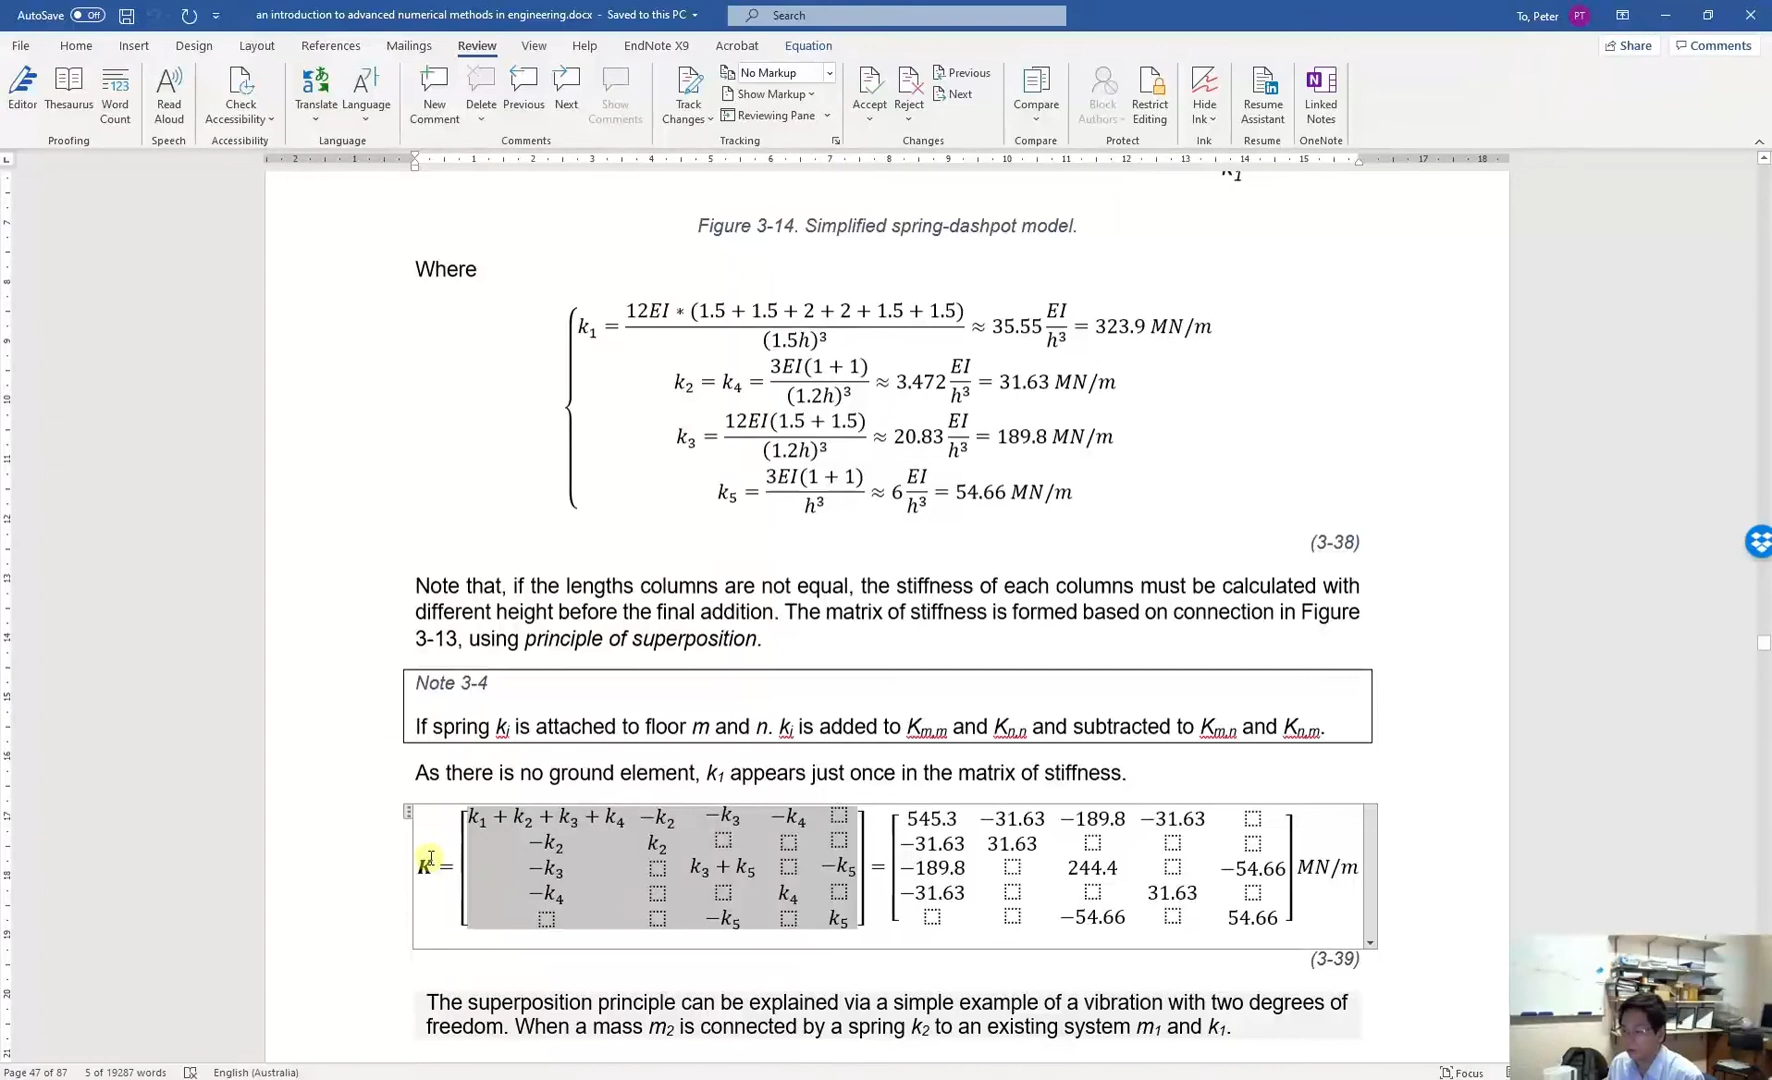 AutoSave Off
an introduction to advanced numerical methods in engineering.docx - Saved to this PC
Search
To, Peter PT
File Home Insert Design Layout References Mailings Review View Help EndNote X9 Acrobat Equation
Share Comments
Editor Thesaurus Word Count
Proofing
Read Aloud
Speech
Check Accessibility
Accessibility
Translate Language
Language
New Comment Delete Previous Next Show Comments
Comments
Track Changes
No Markup
Show Markup
Reviewing Pane
Tracking
Accept Reject
Previous
Next
Changes
Compare
Compare
Block Authors Restrict Editing
Protect
Hide Ink
Ink
Resume Assistant
Resume
Linked Notes
OneNote
Figure 3-14. Simplified spring-dashpot model.
Where
k₁ = 12EI * (1.5 + 1.5 + 2 + 2 + 1.5 + 1.5) / (1.5h)³ ≈ 35.55 EI/h³ = 323.9 MN/m
k₂ = k₄ = 3EI(1 + 1) / (1.2h)³ ≈ 3.472 EI/h³ = 31.63 MN/m
k₃ = 12EI(1.5 + 1.5) / (1.2h)³ ≈ 20.83 EI/h³ = 189.8 MN/m
k₅ = 3EI(1 + 1) / h³ ≈ 6 EI/h³ = 54.66 MN/m
(3-38)
Note that, if the lengths columns are not equal, the stiffness of each columns must be calculated with
different height before the final addition. The matrix of stiffness is formed based on connection in Figure
3-13, using principle of superposition.
Note 3-4
If spring kᵢ is attached to floor m and n. kᵢ is added to Km,m and Kn,n and subtracted to Km,n and Kn,m.
As there is no ground element, k₁ appears just once in the matrix of stiffness.
k₁ + k₂ + k₃ + k₄ −k₂ −k₃ −k₄ 545.3 −31.63 −189.8 −31.63
−k₂ k₂ −31.63 31.63
K = −k₃ k₃ + k₅ −k₅ = −189.8 244.4 −54.66 MN/m
−k₄ k₄ −31.63 31.63
−k₅ k₅ −54.66 54.66
(3-39)
The superposition principle can be explained via a simple example of a vibration with two degrees of
freedom. When a mass m₂ is connected by a spring k₂ to an existing system m₁ and k₁.
Page 47 of 87 5 of 19287 words English (Australia)
Focus